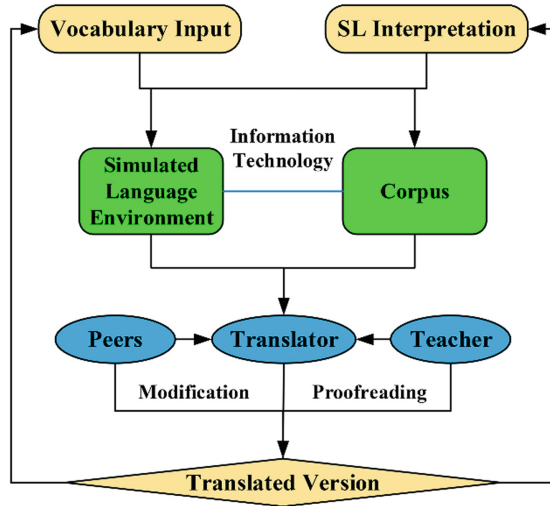 Vocabulary Input
SL Interpretation
Information
Technology
Simulated
Language
Environment
Corpus
Peers
Translator
Teacher
Modification
Proofreading
Translated Version